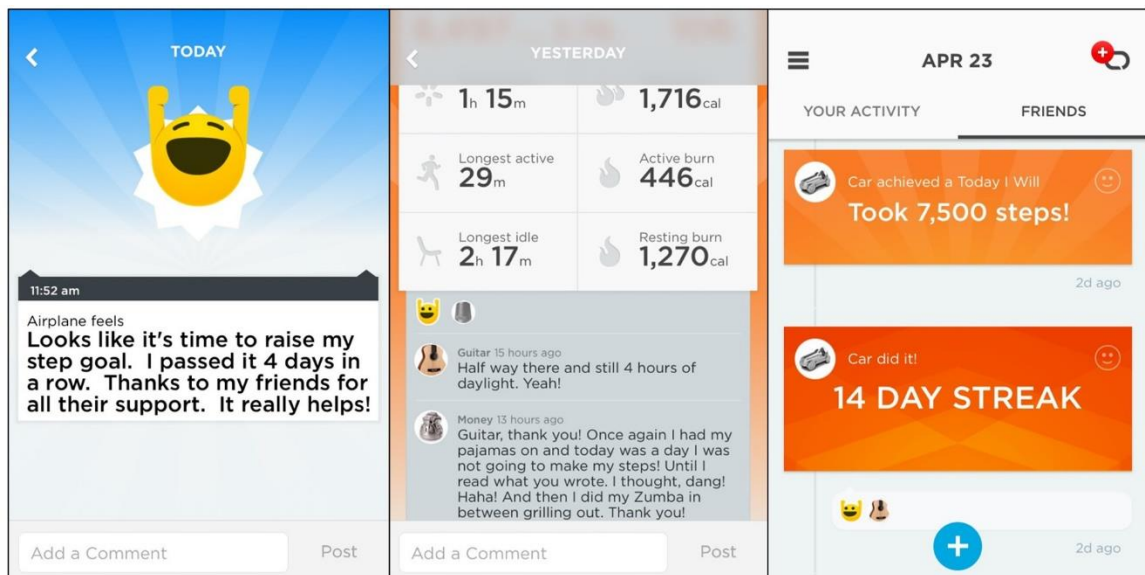 TODAY
11:52 am
Airplane feels
Looks like it's time to raise my
step goal. I passed it 4 days in
a row. Thanks to my friends for
all their support. It really helps!
Add a Comment Post
YESTERDAY
1h 15m
1,716cal
Longest active
29m
Active burn
446cal
Longest idle
2h 17m
Resting burn
1,270cal
Guitar 15 hours ago
Half way there and still 4 hours of
daylight. Yeah!
Money 13 hours ago
Guitar, thank you! Once again I had my
pajamas on and today was a day I was
not going to make my steps! Until I
read what you wrote. I thought, dang!
Haha! And then I did my Zumba in
between grilling out. Thank you!
Add a Comment Post
APR 23
YOUR ACTIVITY FRIENDS
Car achieved a Today I Will
Took 7,500 steps!
2d ago
Car did it!
14 DAY STREAK
2d ago